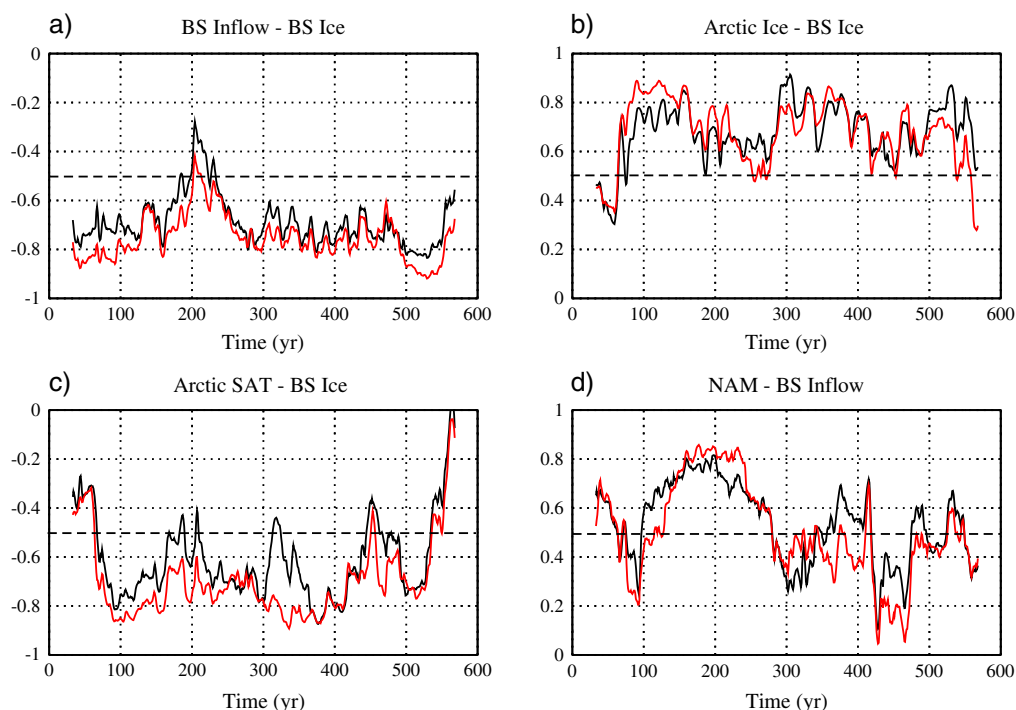 a) BS Inflow - BS Ice
0
-0.2
-0.4
-0.6
-0.8
-1
0 100 200 300 400 500 600
Time (yr)
b) Arctic Ice - BS Ice
1
0.8
0.6
0.4
0.2
0
0 100 200 300 400 500 600
Time (yr)
c) Arctic SAT - BS Ice
0
-0.2
-0.4
-0.6
-0.8
-1
0 100 200 300 400 500 600
Time (yr)
d) NAM - BS Inflow
1
0.8
0.6
0.4
0.2
0
0 100 200 300 400 500 600
Time (yr)